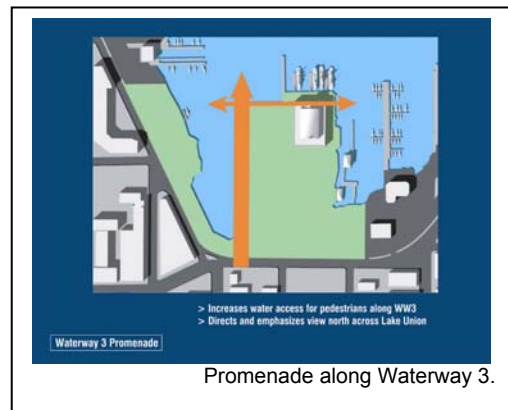 > Increases water access for pedestrians along WW3
> Directs and emphasizes view north across Lake Union
Waterway 3 Promenade
Promenade along Waterway 3.